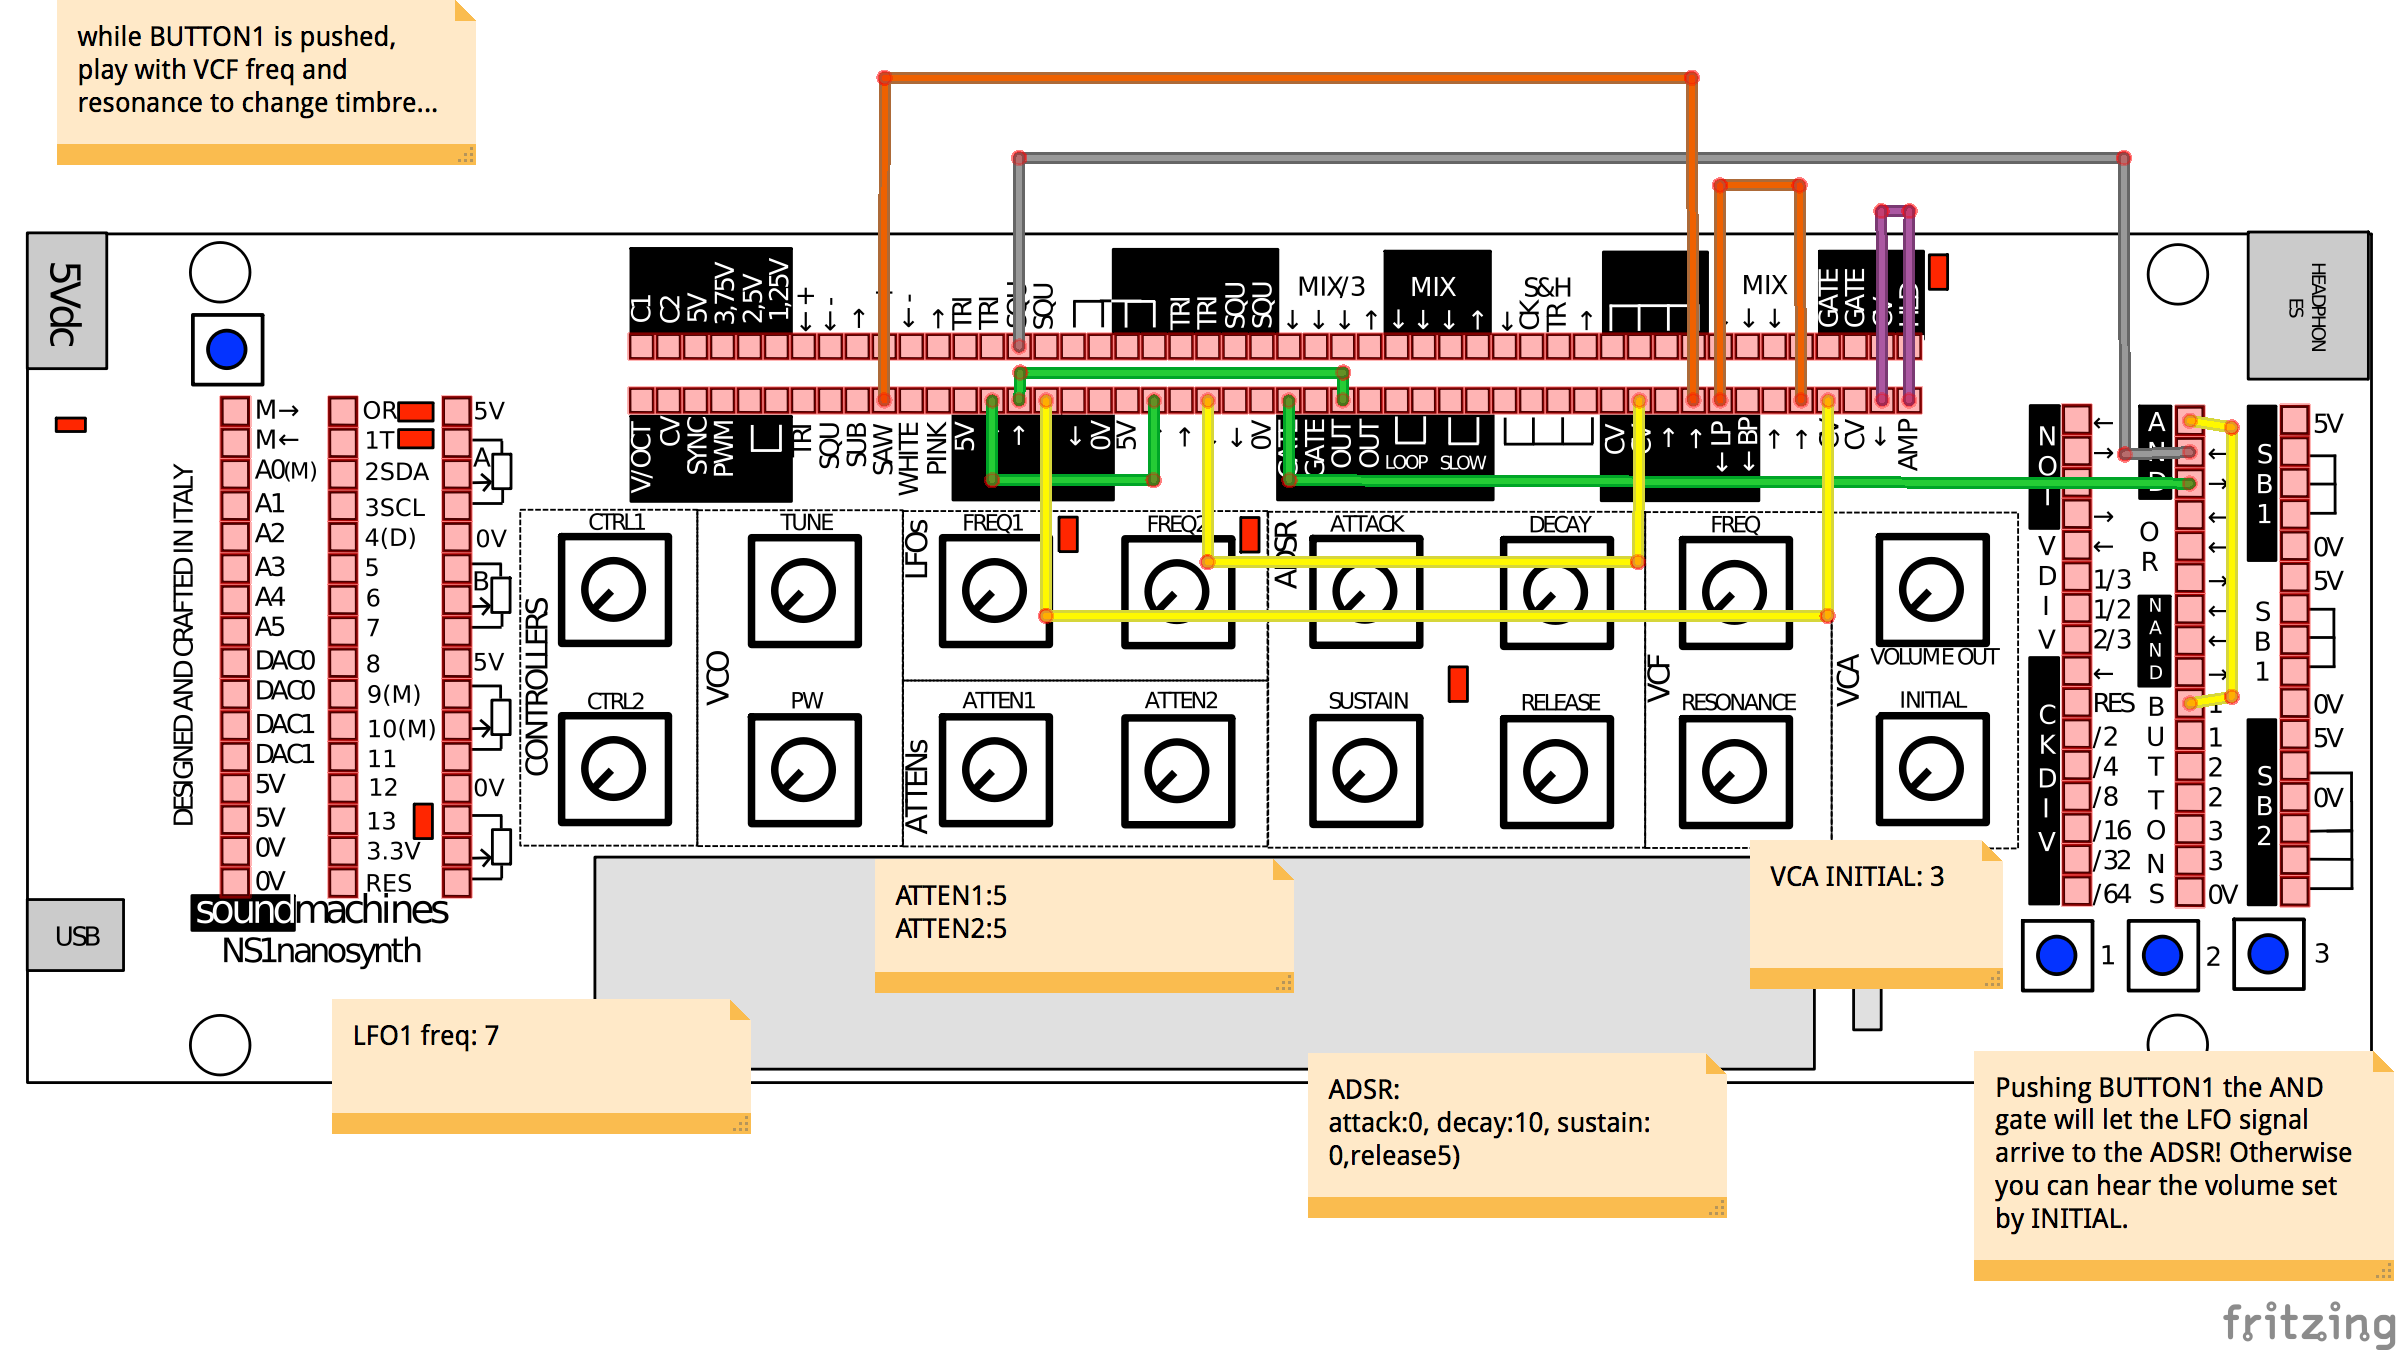 while BUTTON1 is pushed,
play with VCF freq and
resonance to change timbre...
5Vdc
HEADPHON
ES
C1
C2
5V
3,75V
2,5V
1,25V
+
-
-
TRI
TRI
SQU
SQU
TRI
TRI
SQU
SQU
MIX/3
MIX
S&H
CK
TR
MIX
GATE
GATE
V/OCT
CV
SYNC
PWM
TRI
SQU
SUB
SAW
WHITE
PINK
5V
↑
↓
0V
5V
↑
↓
0V
GATE
GATE
OUT
OUT
LOOP
SLOW
CV
CV
↑
↑
←LP
←BP
↑
↑
CV
CV
↓
AMP
M→
M←
A0(M)
A1
A2
A3
A4
A5
DAC0
DAC0
DAC1
DAC1
5V
5V
0V
0V
OR
1T
2SDA
3SCL
4(D)
5
6
7
8
9(M)
10(M)
11
12
13
3.3V
RES
5V
A
0V
B
5V
0V
DESIGNED AND CRAFTED IN ITALY
soundmachines
NS1nanosynth
USB
CONTROLLERS
CTRL1
CTRL2
VCO
TUNE
PW
LFOs
FREQ1
FREQ2
ATTENs
ATTEN1
ATTEN2
ADSR
ATTACK
DECAY
SUSTAIN
RELEASE
VCF
FREQ
RESONANCE
VCA
VOLUME OUT
INITIAL
NOT
VDIV
←
→
→
←
1/3
1/2
2/3
←
CKDIV
RES
/2
/4
/8
/16
/32
/64
AND
OR
NAND
BUTTONS
1
1
2
2
3
3
0V
SB1
5V
0V
SB1
5V
0V
SB2
5V
0V
1
2
3
ATTEN1:5
ATTEN2:5
VCA INITIAL: 3
LFO1 freq: 7
ADSR:
attack:0, decay:10, sustain:
0,release5)
Pushing BUTTON1 the AND
gate will let the LFO signal
arrive to the ADSR! Otherwise
you can hear the volume set
by INITIAL.
fritzing